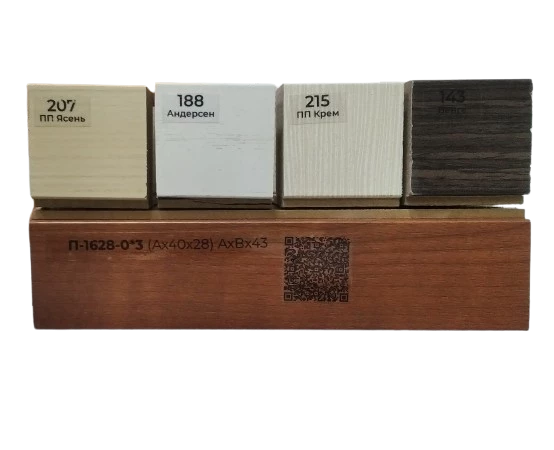 207
ПП Ясень
188
Андерсен
215
ПП Крем
143
П-1628-0*3 (Ах40х28) АхВх43